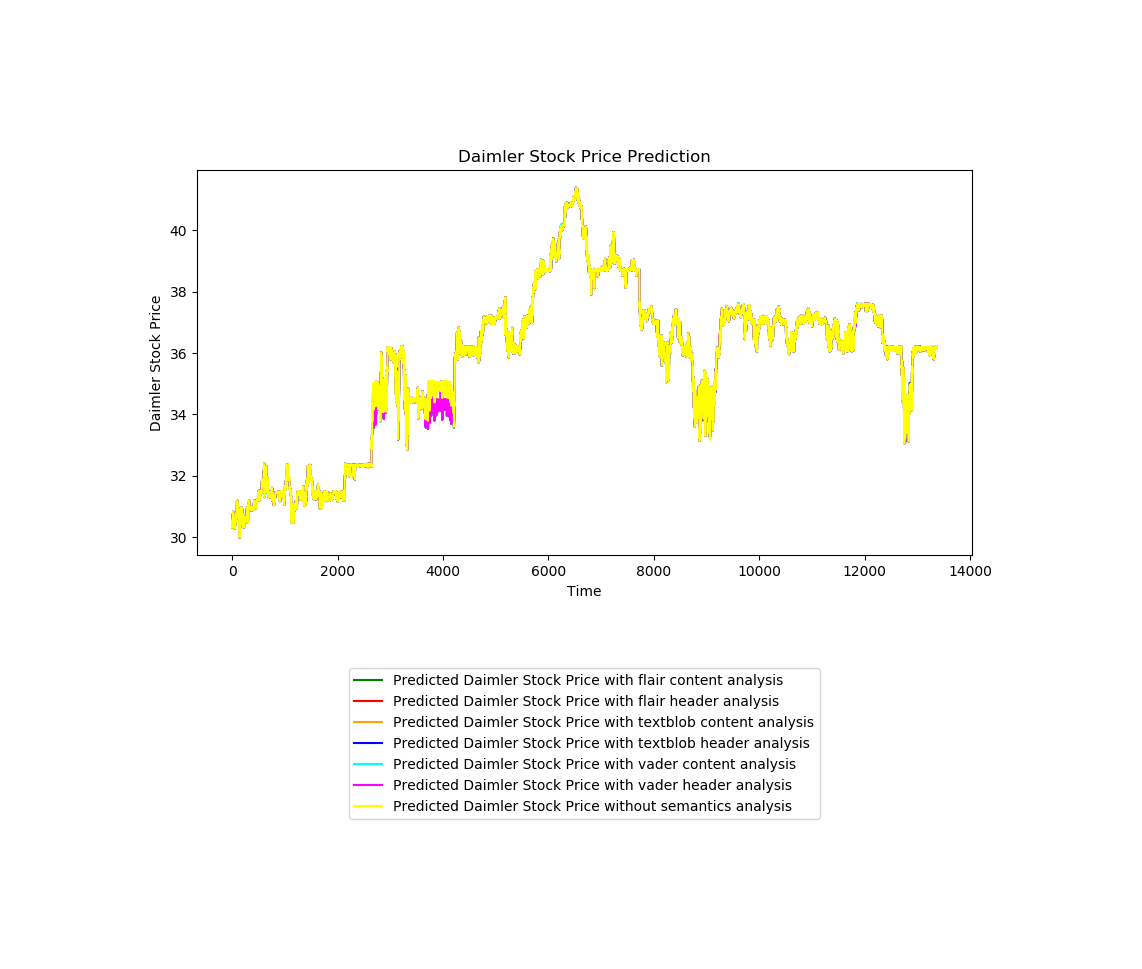 Daimler Stock Price Prediction
Daimler Stock Price
40
38
36
34
32
30
0 2000 4000 6000 8000 10000 12000 14000
Time
Predicted Daimler Stock Price with flair content analysis
Predicted Daimler Stock Price with flair header analysis
Predicted Daimler Stock Price with textblob content analysis
Predicted Daimler Stock Price with textblob header analysis
Predicted Daimler Stock Price with vader content analysis
Predicted Daimler Stock Price with vader header analysis
Predicted Daimler Stock Price without semantics analysis